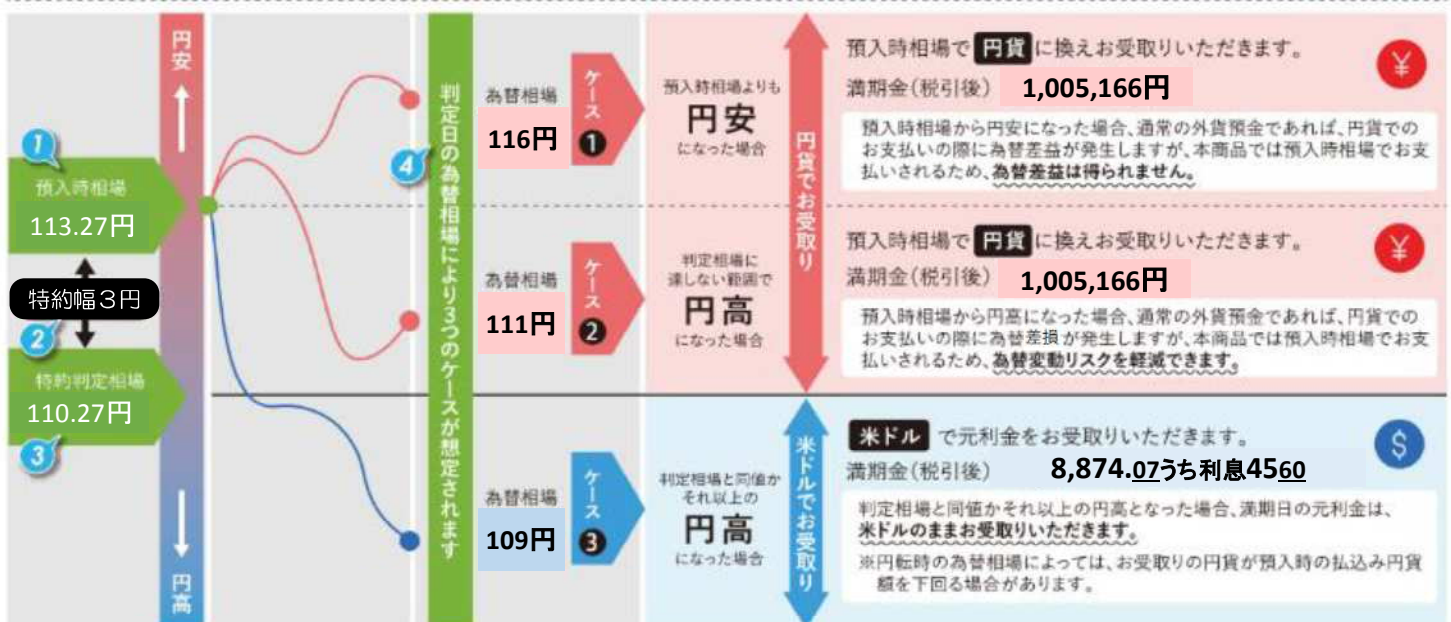 円安
円高
1
預入時相場
113.27円
特約幅3円
2
特約判定相場
110.27円
3
4
判定日の為替相場により3つのケースが想定されます
為替相場
116円
ケース❶
預入時相場よりも
円安
になった場合
円貨でお受取り
預入時相場で 円貨 に換えお受取りいただきます。
¥
満期金(税引後) 1,005,166円
預入時相場から円安になった場合、通常の外貨預金であれば、円貨での
お支払いの際に為替差益が発生しますが、本商品では預入時相場でお支
払いされるため、為替差益は得られません。
為替相場
111円
ケース❷
判定相場に
達しない範囲で
円高
になった場合
預入時相場で 円貨 に換えお受取りいただきます。
¥
満期金(税引後) 1,005,166円
預入時相場から円高になった場合、通常の外貨預金であれば、円貨での
お支払いの際に為替差損が発生しますが、本商品では預入時相場でお支
払いされるため、為替変動リスクを軽減できます。
為替相場
109円
ケース❸
判定相場と同値か
それ以上の
円高
になった場合
米ドルでお受取り
米ドル で元利金をお受取りいただきます。
$
満期金(税引後) 8,874.07うち利息4560
判定相場と同値かそれ以上の円高となった場合、満期日の元利金は、
米ドルのままお受取りいただきます。
※円転時の為替相場によっては、お受取りの円貨が預入時の払込み円貨
額を下回る場合があります。